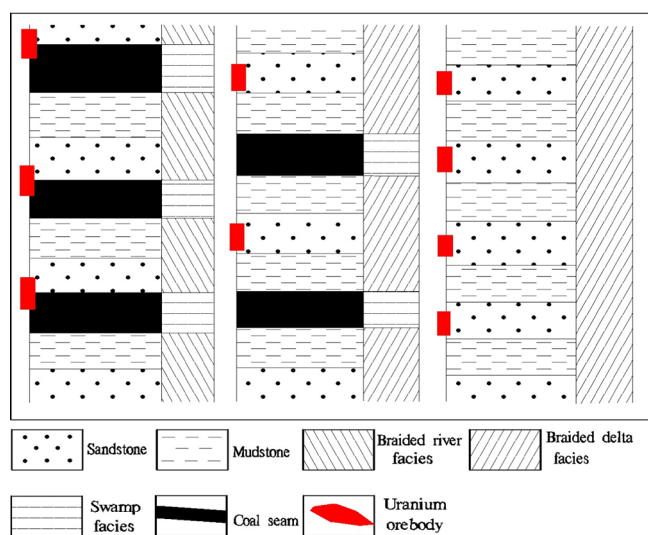 Sandstone
Mudstone
Braided river
facies
Braided delta
facies
Swamp
facies
Coal seam
Uranium
orebody